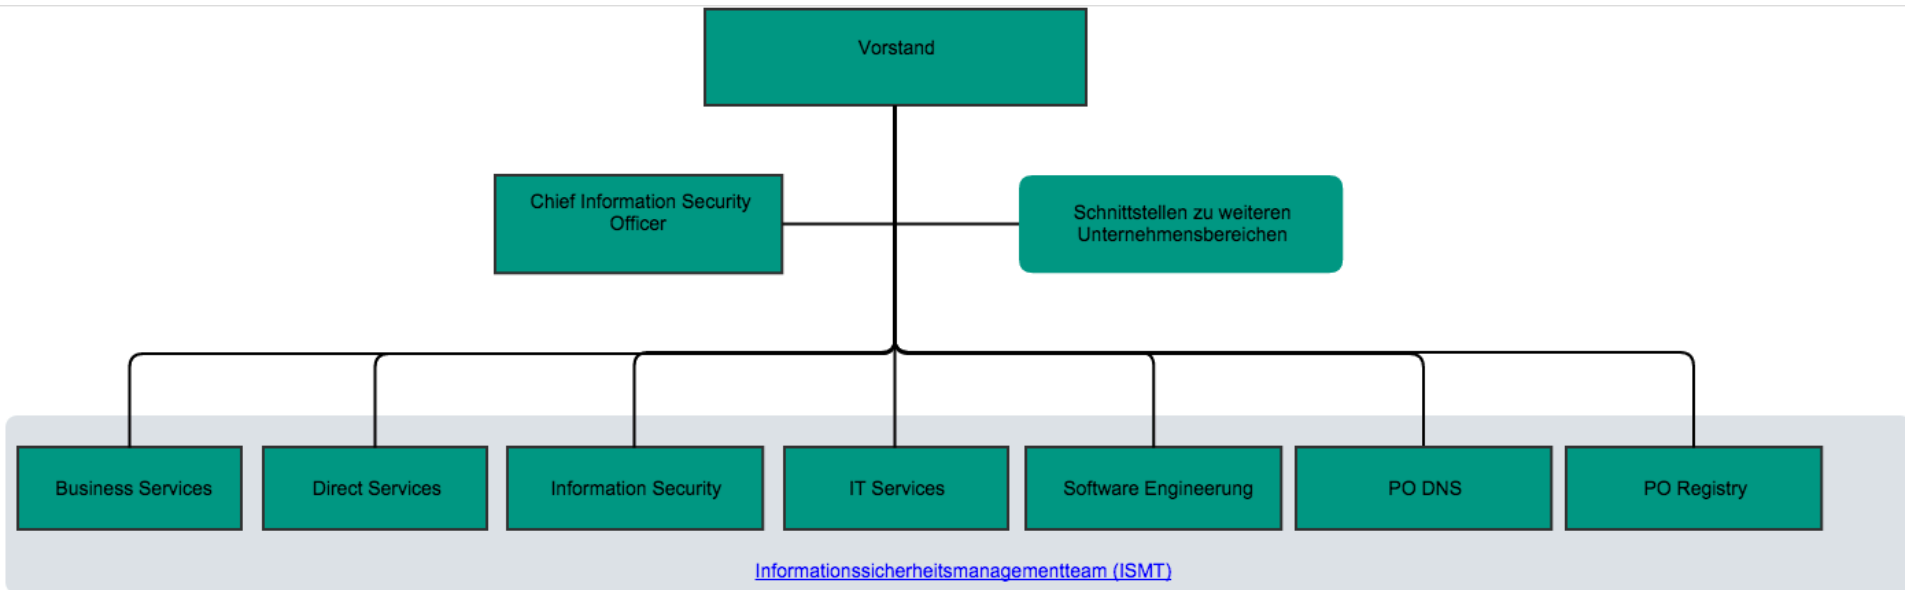 Vorstand
Chief Information Security
Officer
Schnittstellen zu weiteren
Unternehmensbereichen
Business Services
Direct Services
Information Security
IT Services
Software Engineerung
PO DNS
PO Registry
Informationssicherheitsmanagementteam (ISMT)